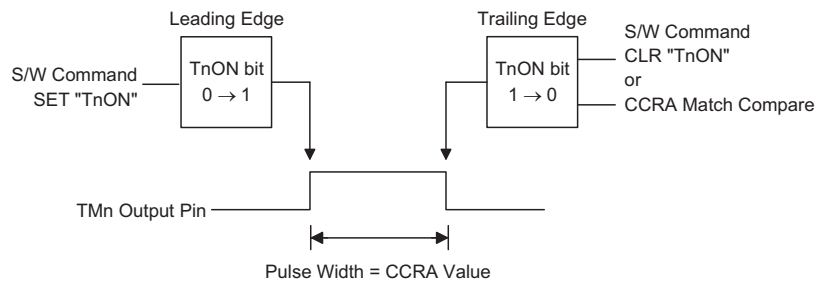 Leading Edge
S/W Command
SET "TnON"
TnON bit
0 → 1
Trailing Edge
TnON bit
1 → 0
S/W Command
CLR "TnON"
or
CCRA Match Compare
TMn Output Pin
Pulse Width = CCRA Value